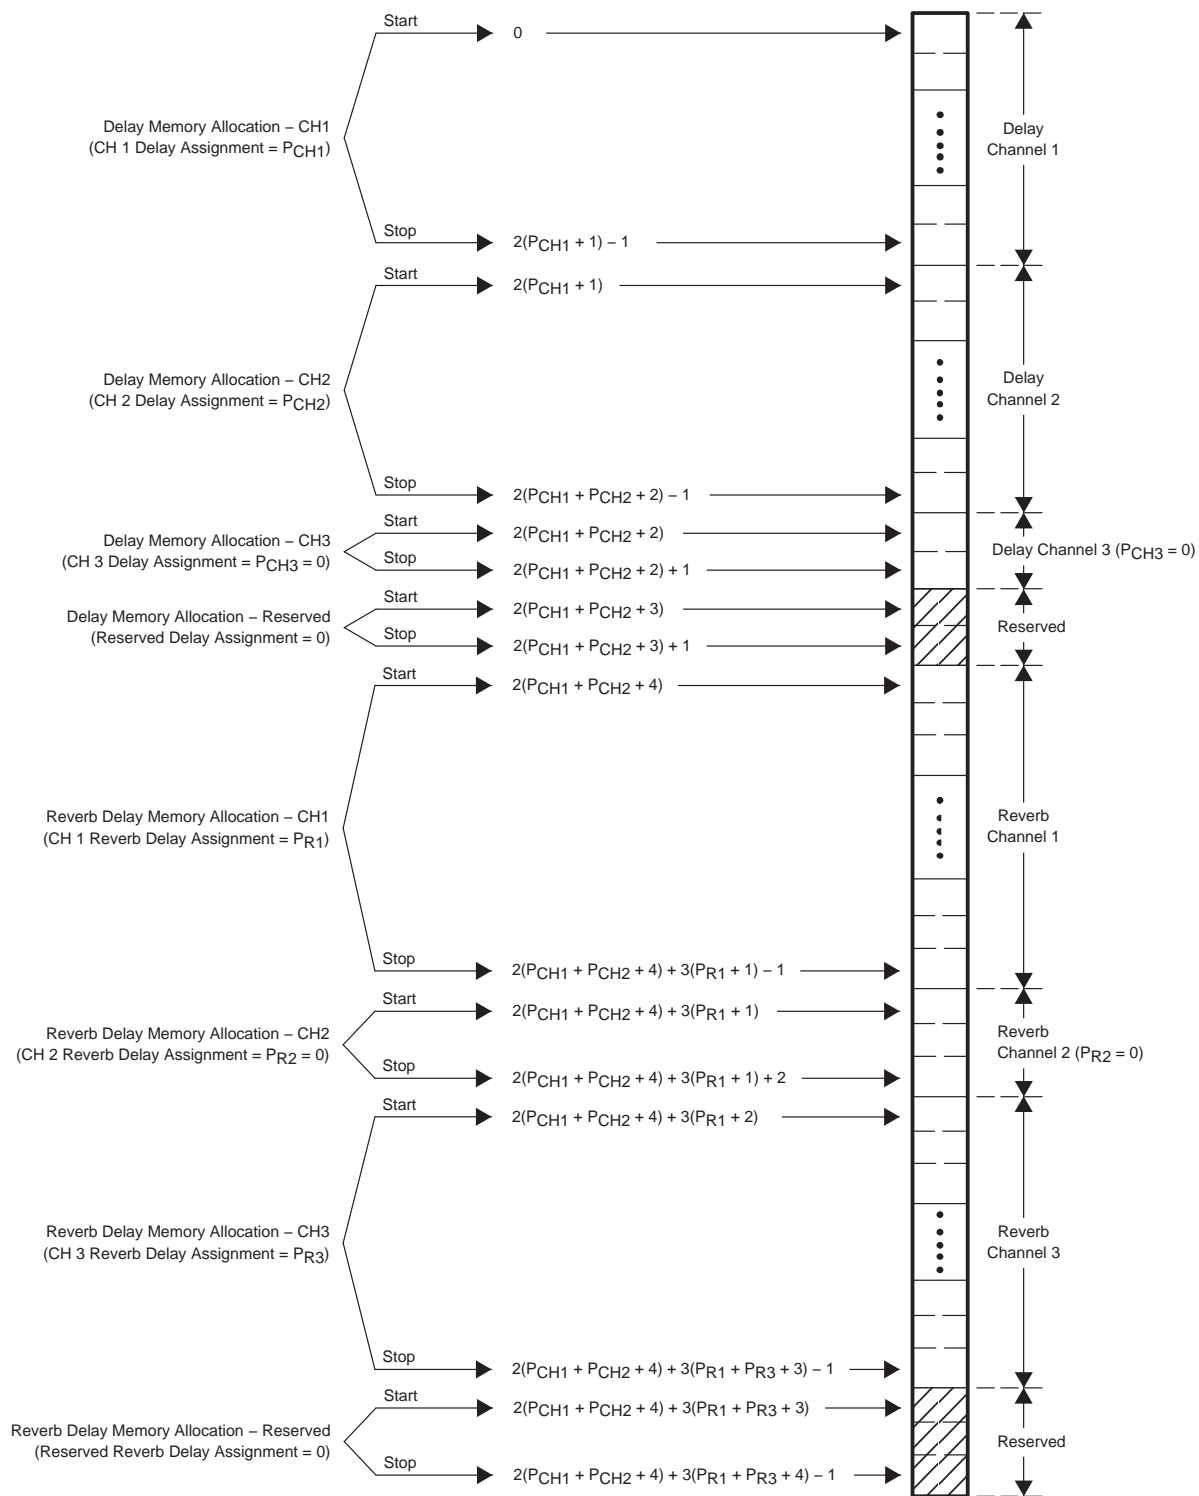 Start
0
Delay Memory Allocation – CH1
(CH 1 Delay Assignment = PCH1)
Delay
Channel 1
Stop
2(PCH1 + 1) – 1
Start
2(PCH1 + 1)
Delay Memory Allocation – CH2
(CH 2 Delay Assignment = PCH2)
Delay
Channel 2
Stop
2(PCH1 + PCH2 + 2) – 1
Start
2(PCH1 + PCH2 + 2)
Delay Memory Allocation – CH3
(CH 3 Delay Assignment = PCH3 = 0)
Delay Channel 3 (PCH3 = 0)
Stop
2(PCH1 + PCH2 + 2) + 1
Start
2(PCH1 + PCH2 + 3)
Delay Memory Allocation – Reserved
(Reserved Delay Assignment = 0)
Reserved
Stop
2(PCH1 + PCH2 + 3) + 1
Start
2(PCH1 + PCH2 + 4)
Reverb Delay Memory Allocation – CH1
(CH 1 Reverb Delay Assignment = PR1)
Reverb
Channel 1
Stop
2(PCH1 + PCH2 + 4) + 3(PR1 + 1) – 1
Start
2(PCH1 + PCH2 + 4) + 3(PR1 + 1)
Reverb Delay Memory Allocation – CH2
(CH 2 Reverb Delay Assignment = PR2 = 0)
Reverb
Channel 2 (PR2 = 0)
Stop
2(PCH1 + PCH2 + 4) + 3(PR1 + 1) + 2
Start
2(PCH1 + PCH2 + 4) + 3(PR1 + 2)
Reverb Delay Memory Allocation – CH3
(CH 3 Reverb Delay Assignment = PR3)
Reverb
Channel 3
Stop
2(PCH1 + PCH2 + 4) + 3(PR1 + PR3 + 3) – 1
Start
2(PCH1 + PCH2 + 4) + 3(PR1 + PR3 + 3)
Reverb Delay Memory Allocation – Reserved
(Reserved Reverb Delay Assignment = 0)
Reserved
Stop
2(PCH1 + PCH2 + 4) + 3(PR1 + PR3 + 4) – 1